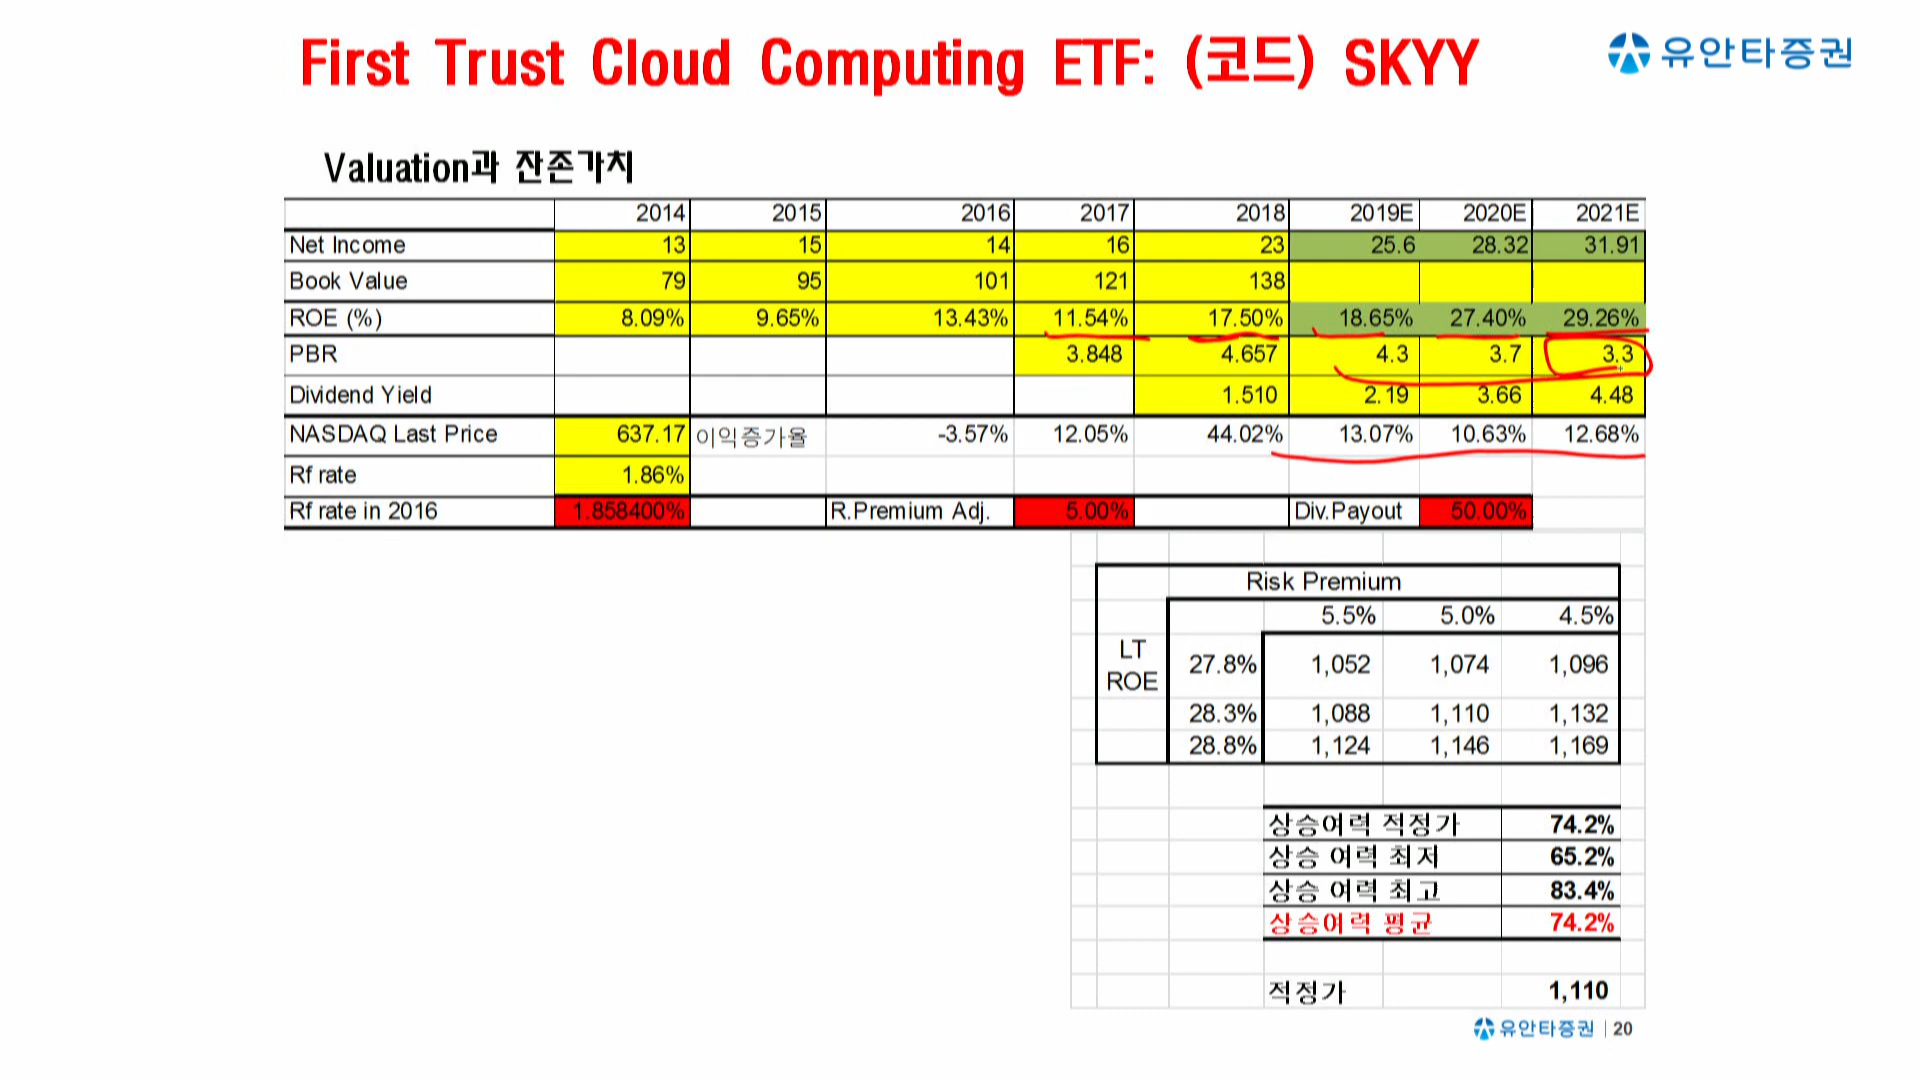 First Trust Cloud Computing ETF: (코드) SKYY
유안타증권
Valuation과 잔존가치
2014 2015 2016 2017 2018 2019E 2020E 2021E
Net Income 13 15 14 16 23 25.6 28.32 31.91
Book Value 79 95 101 121 138
ROE (%) 8.09% 9.65% 13.43% 11.54% 17.50% 18.65% 27.40% 29.26%
PBR 3.848 4.657 4.3 3.7 3.3
Dividend Yield 1.510 2.19 3.66 4.48
NASDAQ Last Price 637.17 이익증가율 -3.57% 12.05% 44.02% 13.07% 10.63% 12.68%
Rf rate 1.86%
Rf rate in 2016 1.858400% R.Premium Adj. 5.00% Div.Payout 50.00%
Risk Premium
5.5% 5.0% 4.5%
LT ROE 27.8% 1,052 1,074 1,096
28.3% 1,088 1,110 1,132
28.8% 1,124 1,146 1,169
상승여력 적정가 74.2%
상승 여력 최저 65.2%
상승 여력 최고 83.4%
상승여력 평균 74.2%
적정가 1,110
유안타증권 | 20